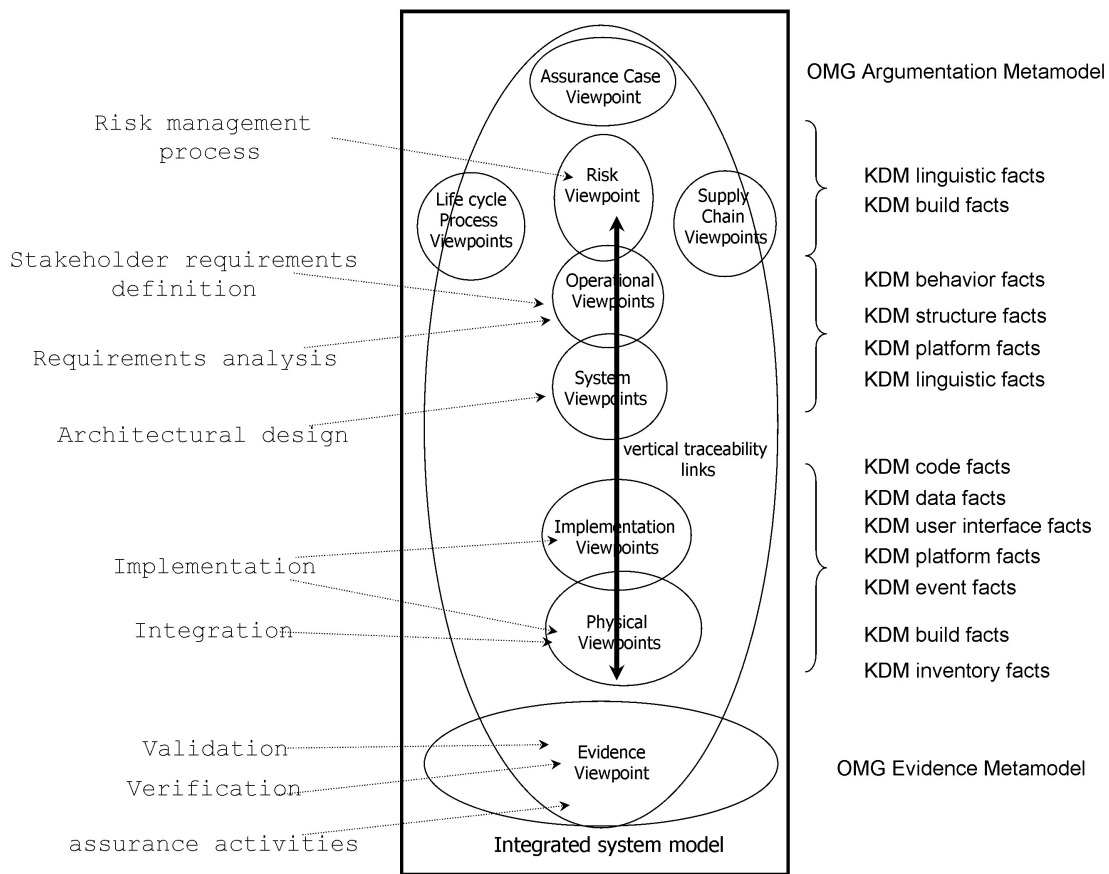 Assurance Case
Viewpoint
OMG Argumentation Metamodel
Risk management
process
Risk
Viewpoint
Life cycle
Process
Viewpoints
Supply
Chain
Viewpoints
KDM linguistic facts
KDM build facts
Stakeholder requirements
definition
Operational
Viewpoints
KDM behavior facts
KDM structure facts
KDM platform facts
KDM linguistic facts
Requirements analysis
System
Viewpoints
Architectural design
vertical traceability
links
KDM code facts
KDM data facts
KDM user interface facts
KDM platform facts
KDM event facts
KDM build facts
KDM inventory facts
Implementation
Viewpoints
Implementation
Integration
Physical
Viewpoints
Validation
Verification
assurance activities
Evidence
Viewpoint
OMG Evidence Metamodel
Integrated system model